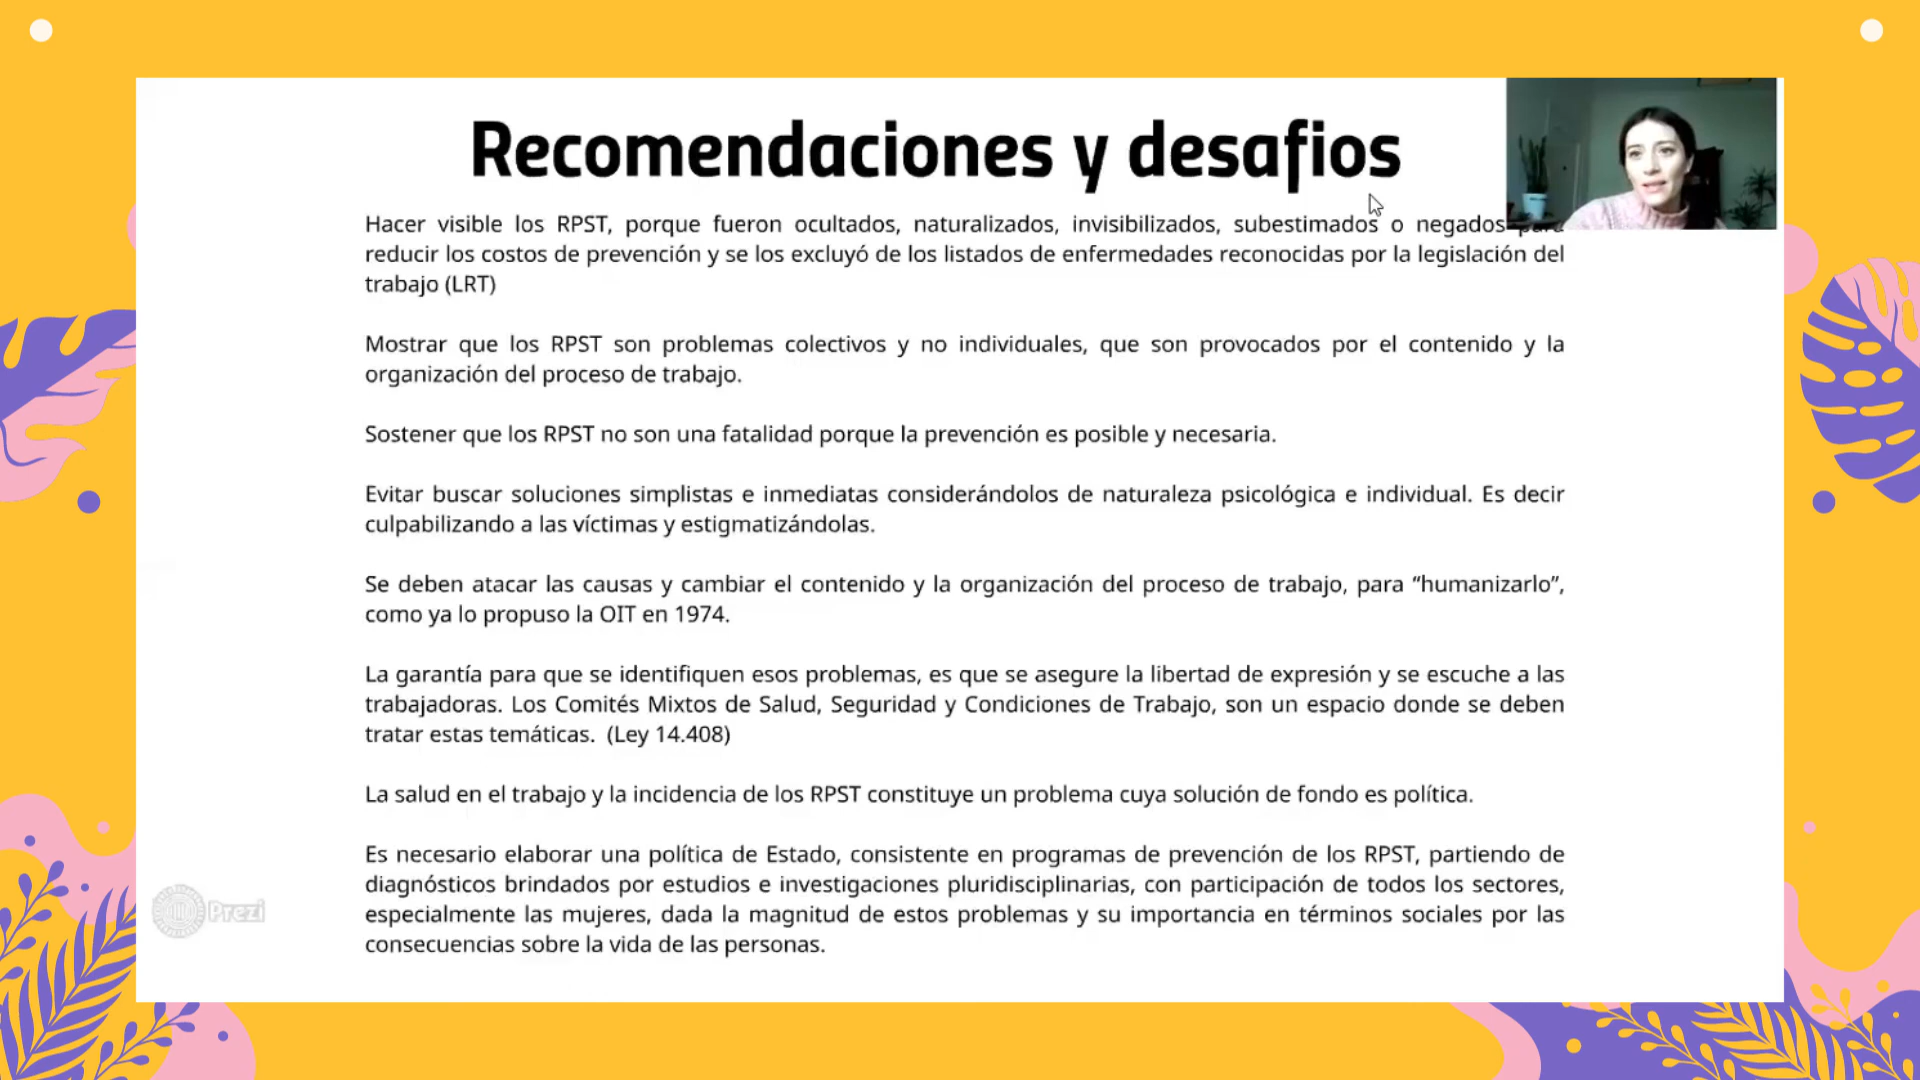 Recomendaciones y desafios
Hacer visible los RPST, porque fueron ocultados, naturalizados, invisibilizados, subestimados o negados para
reducir los costos de prevención y se los excluyó de los listados de enfermedades reconocidas por la legislación del
trabajo (LRT)
Mostrar que los RPST son problemas colectivos y no individuales, que son provocados por el contenido y la
organización del proceso de trabajo.
Sostener que los RPST no son una fatalidad porque la prevención es posible y necesaria.
Evitar buscar soluciones simplistas e inmediatas considerándolos de naturaleza psicológica e individual. Es decir
culpabilizando a las víctimas y estigmatizándolas.
Se deben atacar las causas y cambiar el contenido y la organización del proceso de trabajo, para “humanizarlo”,
como ya lo propuso la OIT en 1974.
La garantía para que se identifiquen esos problemas, es que se asegure la libertad de expresión y se escuche a las
trabajadoras. Los Comités Mixtos de Salud, Seguridad y Condiciones de Trabajo, son un espacio donde se deben
tratar estas temáticas. (Ley 14.408)
La salud en el trabajo y la incidencia de los RPST constituye un problema cuya solución de fondo es política.
Es necesario elaborar una política de Estado, consistente en programas de prevención de los RPST, partiendo de
diagnósticos brindados por estudios e investigaciones pluridisciplinarias, con participación de todos los sectores,
especialmente las mujeres, dada la magnitud de estos problemas y su importancia en términos sociales por las
consecuencias sobre la vida de las personas.
Prezi